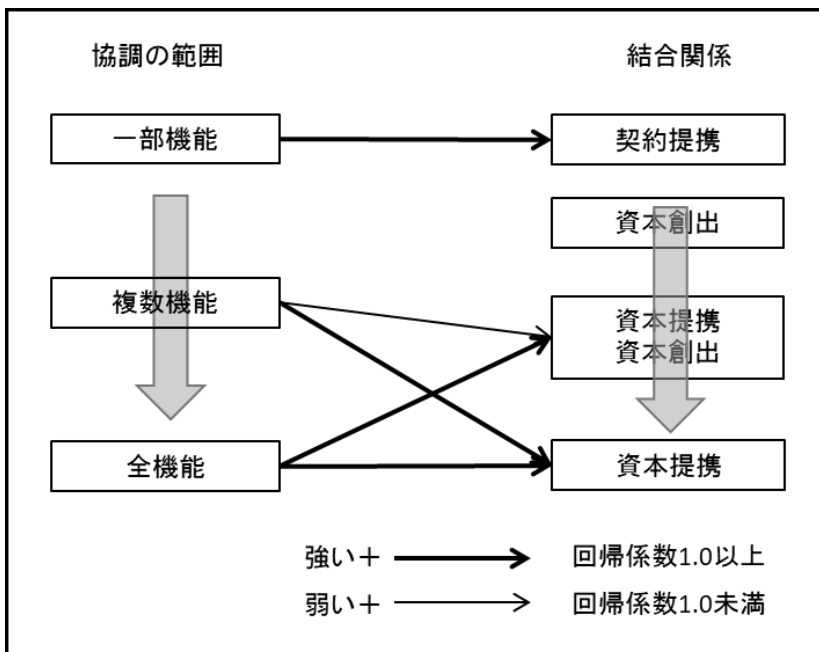 協調の範囲
結合関係
一部機能
契約提携
資本創出
複数機能
資本提携
資本創出
全機能
資本提携
強い＋
回帰係数1.0以上
弱い＋
回帰係数1.0未満